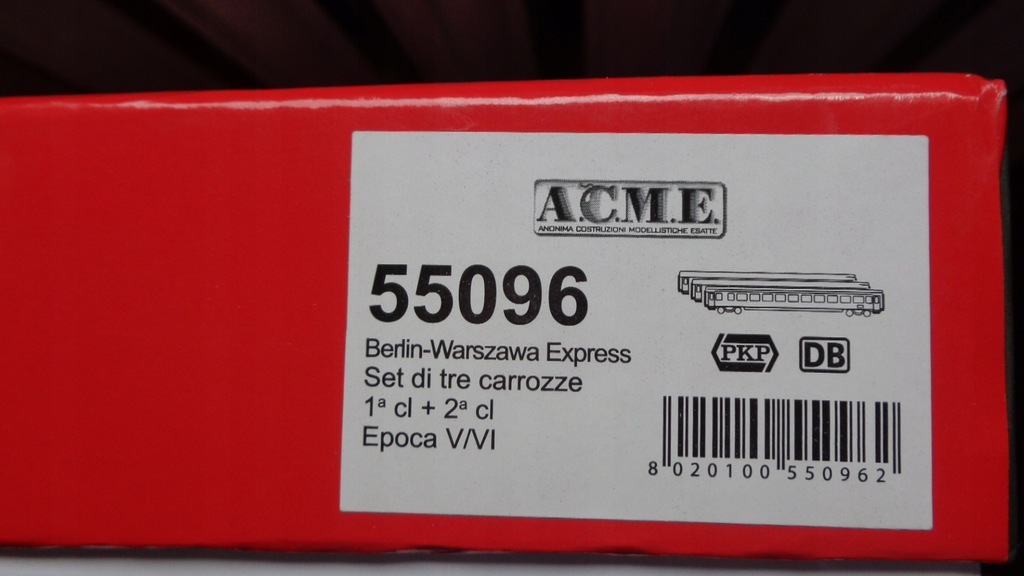 A.C.M.E.
ANONIMA COSTRUZIONI MODELLISTICHE ESATTE
55096
Berlin-Warszawa Express
Set di tre carrozze
1ª cl + 2ª cl
Epoca V/VI
PKP DB
8 020100 550962